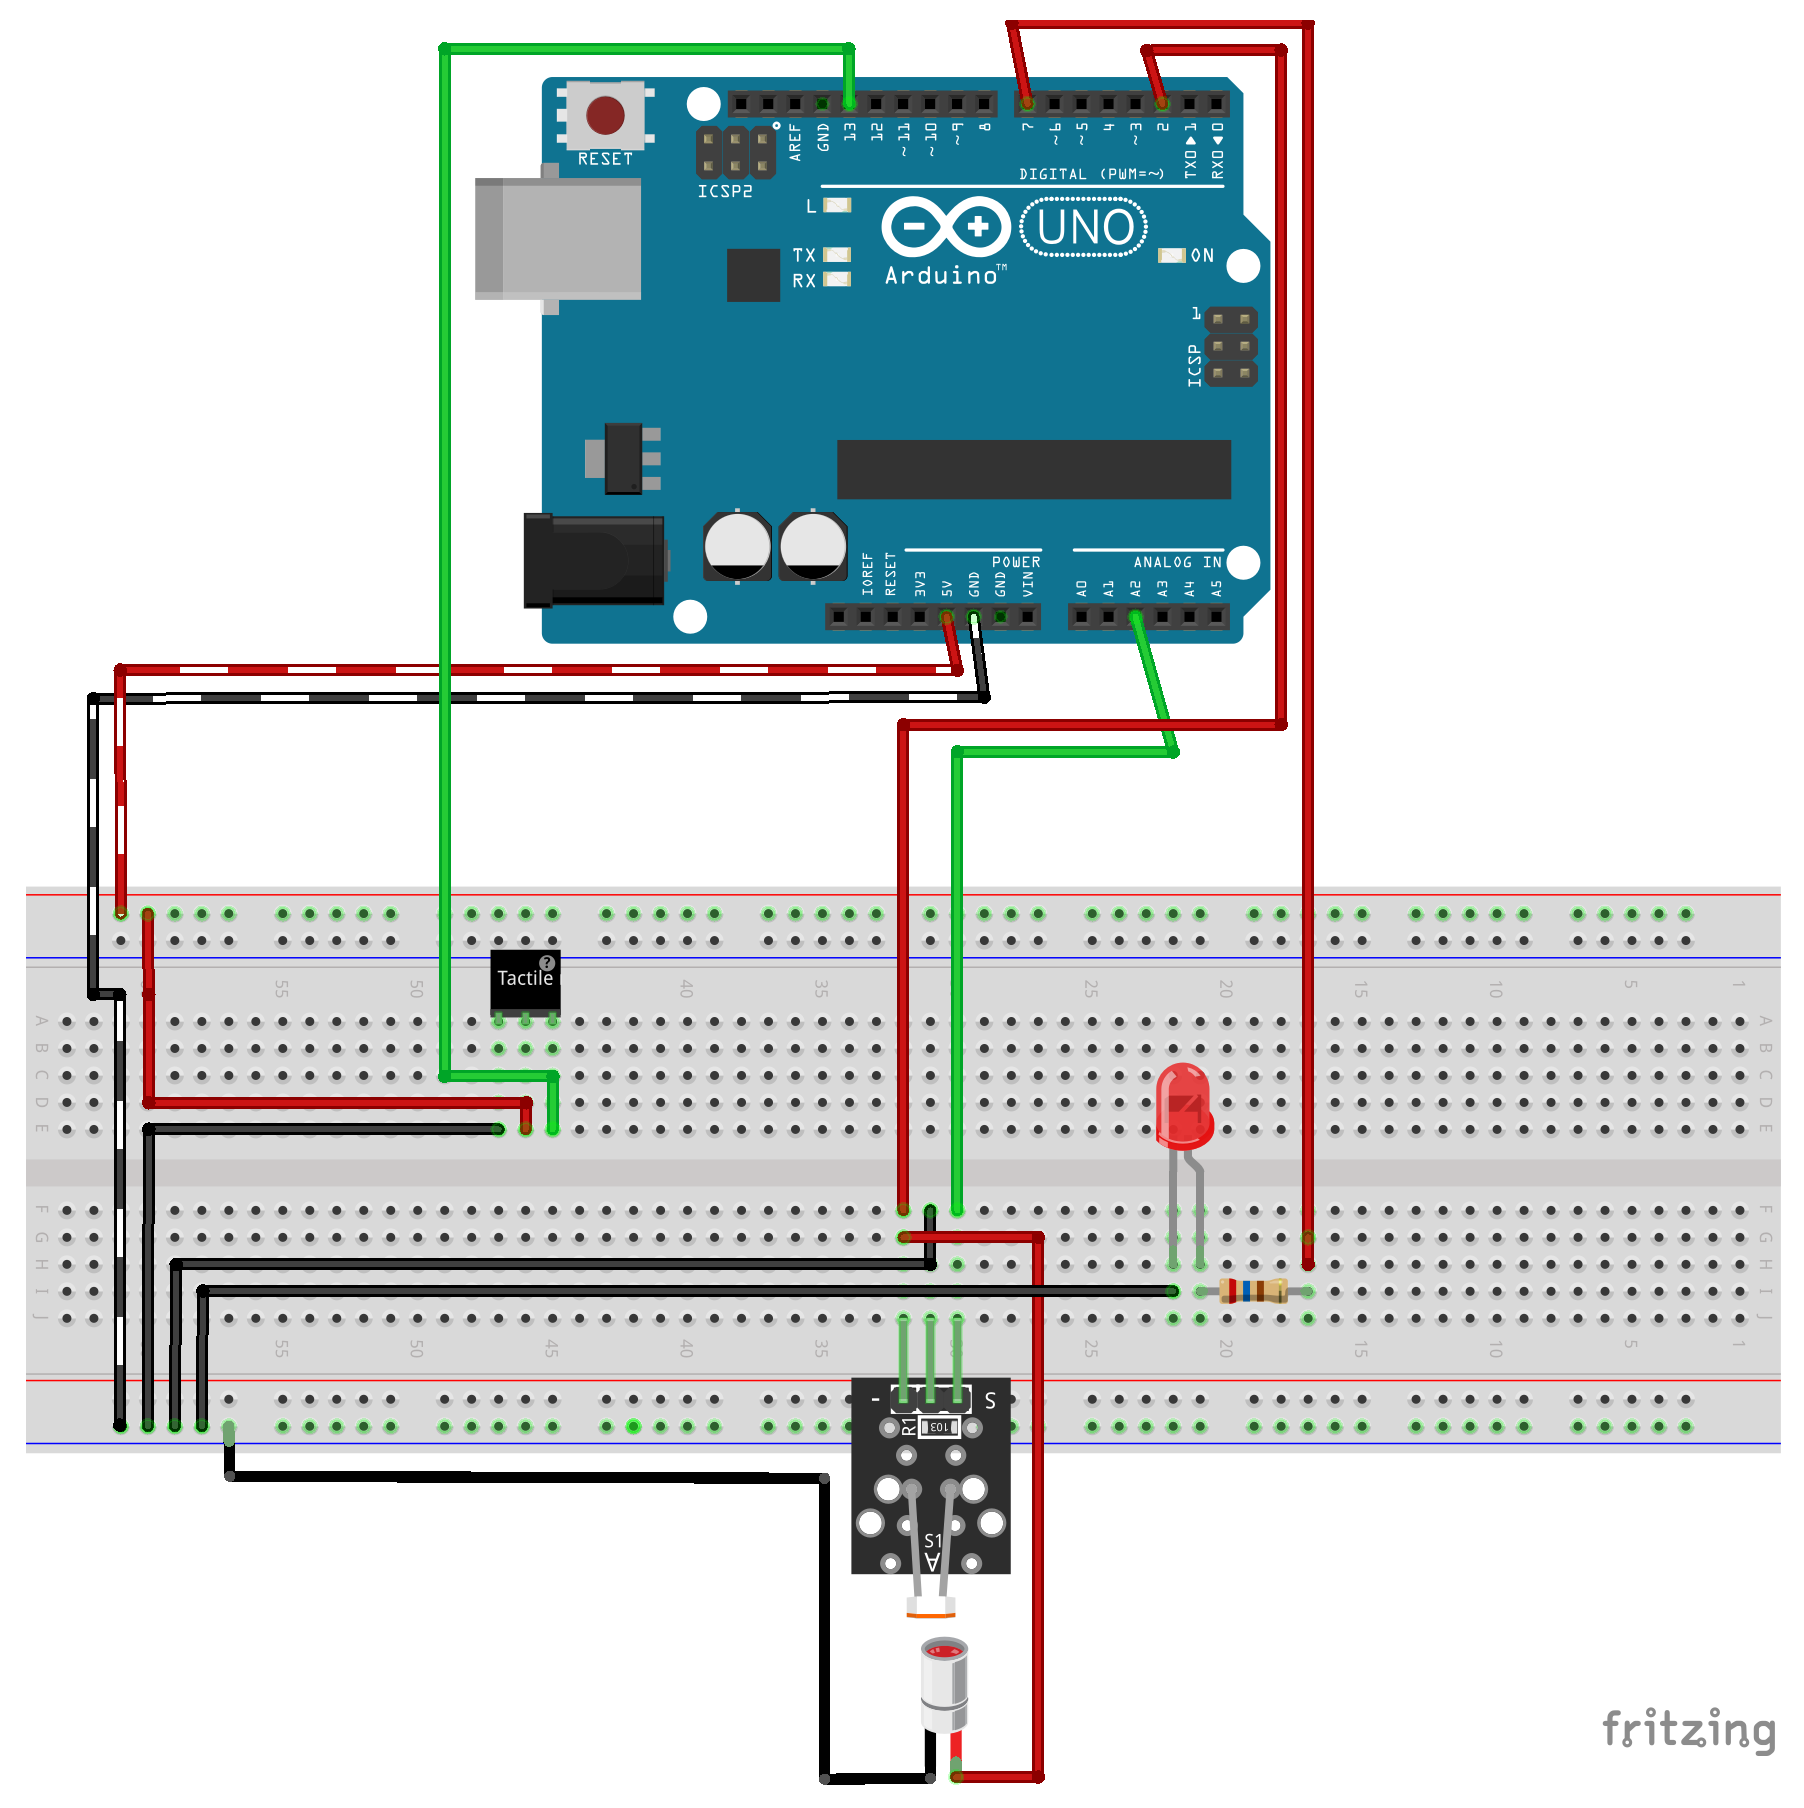 RESET
ICSP2
AREF
GND
13
12
~11
~10
~9
8
7
~6
~5
4
~3
2
TX0▶1
RX0◀0
DIGITAL (PWM=~)
L
TX
RX
Arduino™
UNO
ON
1
ICSP
IOREF
RESET
3V3
5V
GND
GND
VIN
POWER
ANALOG IN
A0
A1
A2
A3
A4
A5
55
50
40
35
25
20
15
10
5
1
Tactile
?
A
A
B
B
C
C
D
D
E
E
F
F
G
G
H
H
I
I
J
J
55
50
45
40
35
30
25
20
15
10
5
1
-
S
R1
103
S1
A
fritzing